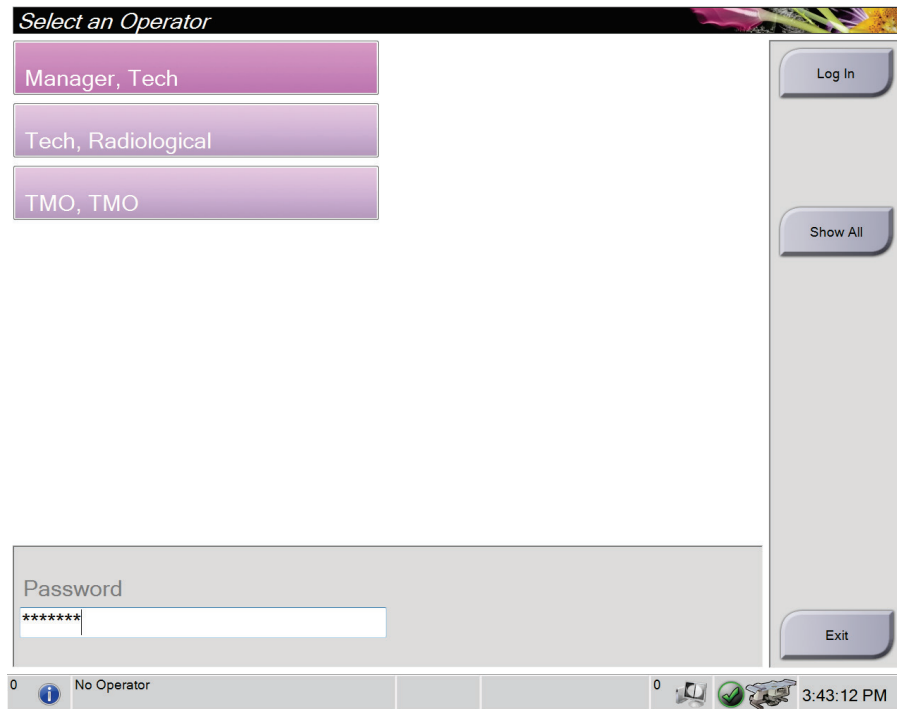 Select an Operator
Manager, Tech
Log In
Tech, Radiological
TMO, TMO
Show All
Password
*******
Exit
0
No Operator
0
3:43:12 PM